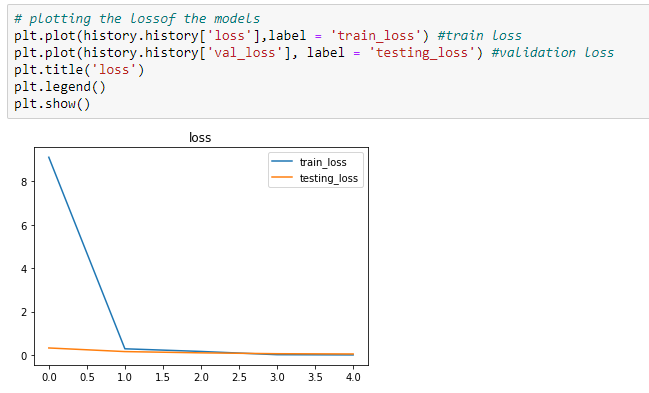 # plotting the lossof the models
plt.plot(history.history['loss'],label = 'train_loss') #train loss
plt.plot(history.history['val_loss'], label = 'testing_loss') #validation loss
plt.title('loss')
plt.legend()
plt.show()
loss
train_loss
testing_loss
8
6
4
2
0
0.0 0.5 1.0 1.5 2.0 2.5 3.0 3.5 4.0